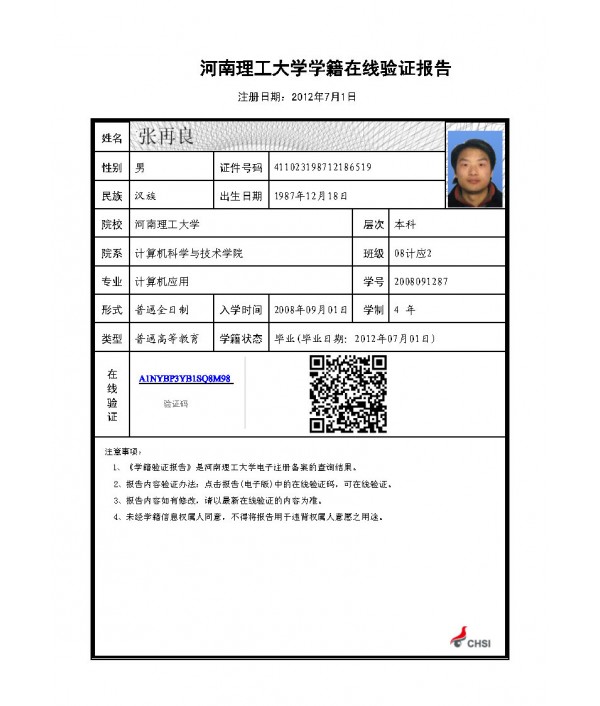 河南理工大学学籍在线验证报告
注册日期：2012年7月1日
姓名 张再良
性别 男 证件号码 411023198712186519
民族 汉族 出生日期 1987年12月18日
院校 河南理工大学 层次 本科
院系 计算机科学与技术学院 班级 08计应2
专业 计算机应用 学号 2008091287
形式 普通全日制 入学时间 2008年09月01日 学制 4 年
类型 普通高等教育 学籍状态 毕业(毕业日期：2012年07月01日)
在线验证 A1NYBP3YB1SQ8M98
验证码
注意事项：
1、《学籍验证报告》是河南理工大学电子注册备案的查询结果。
2、报告内容验证办法：点击报告(电子版)中的在线验证码，可在线验证。
3、报告内容如有修改，请以最新在线验证的内容为准。
4、未经学籍信息权属人同意，不得将报告用于违背权属人意愿之用途。
CHSI